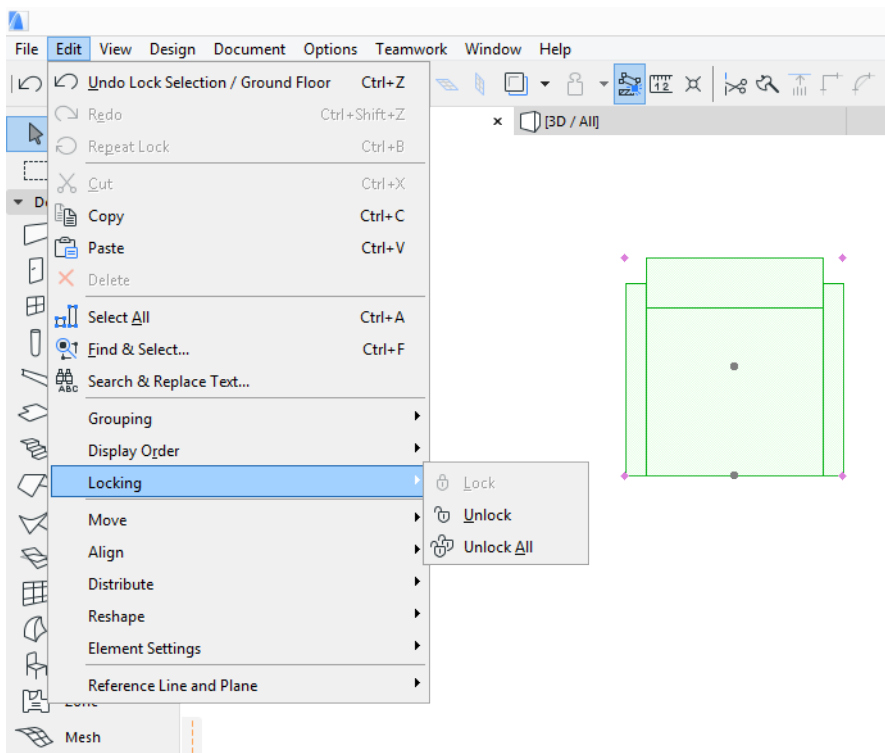 File Edit View Design Document Options Teamwork Window Help
Undo Lock Selection / Ground Floor Ctrl+Z
Redo Ctrl+Shift+Z
Repeat Lock Ctrl+B
Cut Ctrl+X
Copy Ctrl+C
Paste Ctrl+V
Delete
Select All Ctrl+A
Find & Select... Ctrl+F
ABC Search & Replace Text...
Grouping
Display Order
Locking
Move
Align
Distribute
Reshape
Element Settings
Reference Line and Plane
Lock
Unlock
Unlock All
12
[3D / All]
Mesh